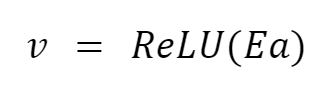 v = ReLU(Ea)